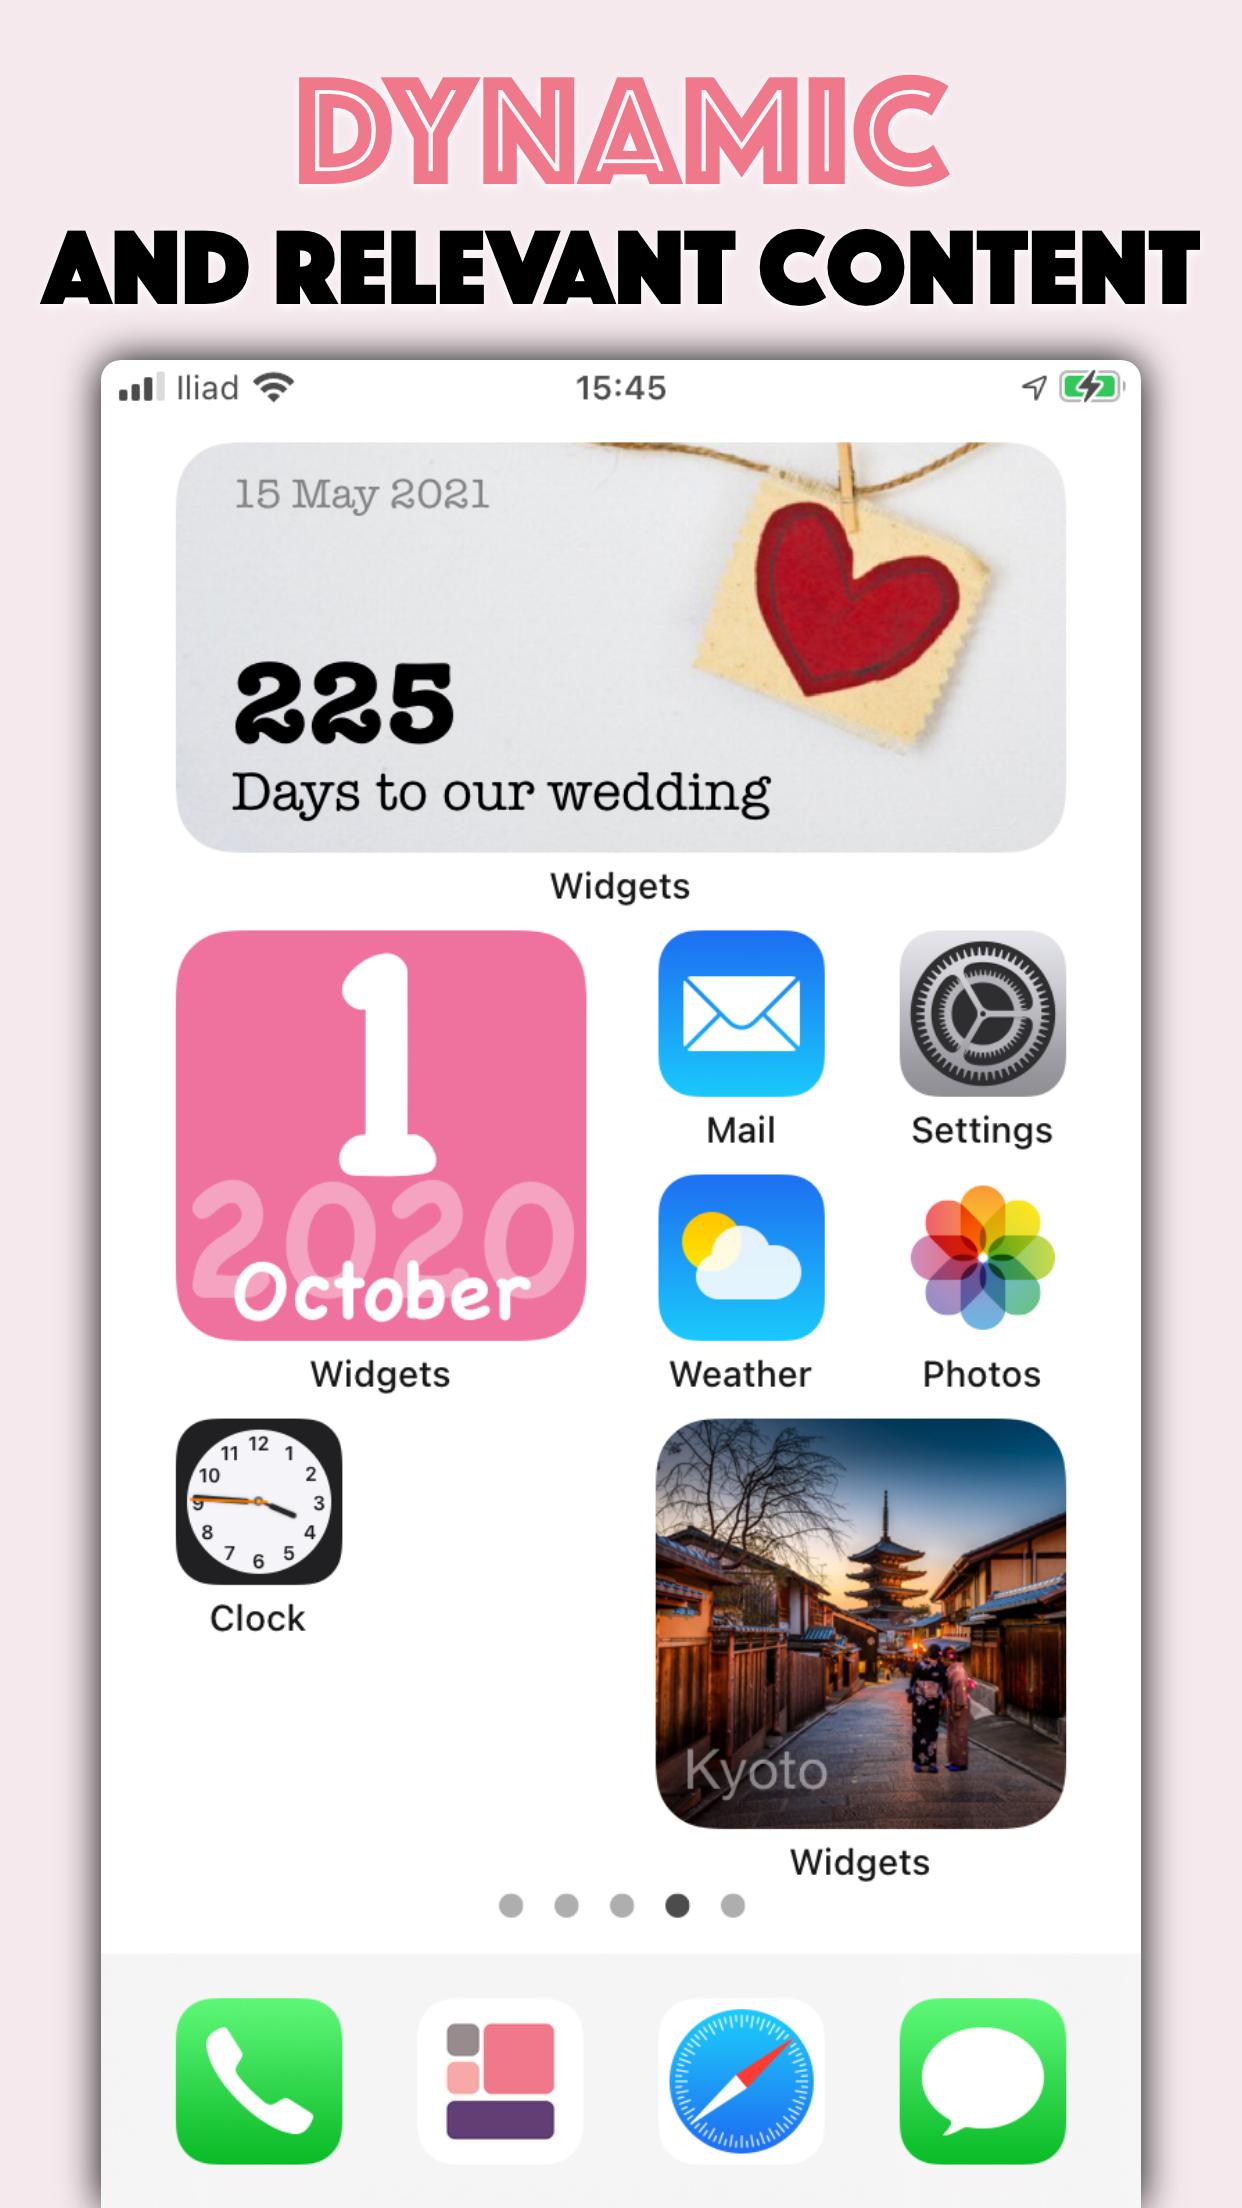 DYNAMIC
AND RELEVANT CONTENT
Iliad
15:45
15 May 2021
225
Days to our wedding
Widgets
1
2020
October
Widgets
Mail
Settings
Weather
Photos
12
11
1
10
2
9
3
8
4
7
5
6
Clock
Kyoto
Widgets